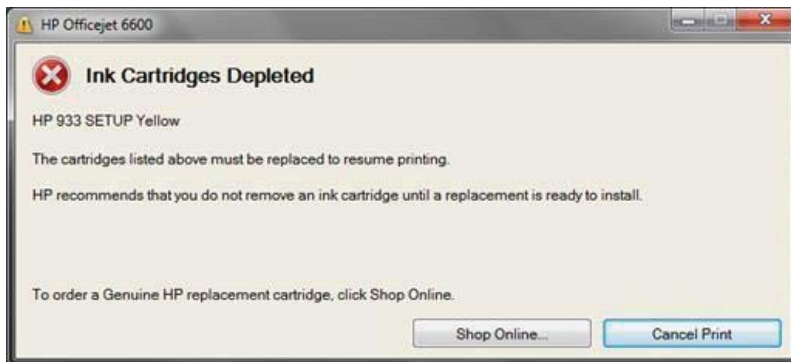 HP Officejet 6600
Ink Cartridges Depleted
HP 933 SETUP Yellow
The cartridges listed above must be replaced to resume printing.
HP recommends that you do not remove an ink cartridge until a replacement is ready to install.
To order a Genuine HP replacement cartridge, click Shop Online.
Shop Online... Cancel Print